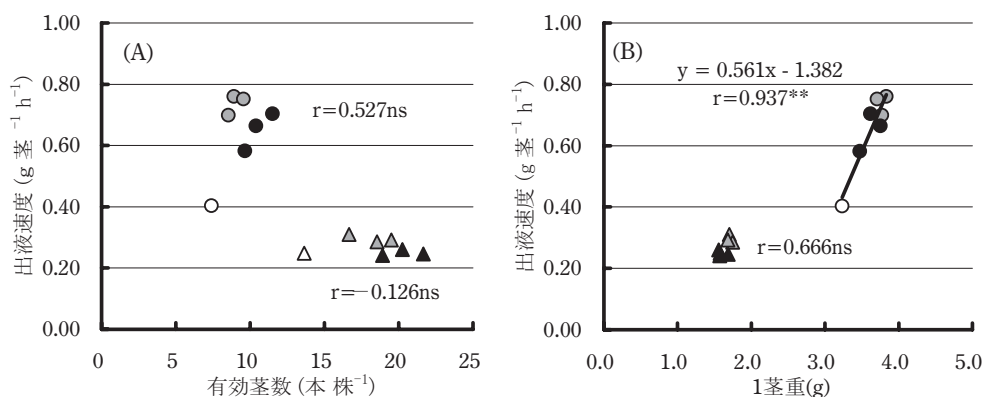 1.00
0.80
0.60
0.40
0.20
0.00
出液速度 (g 茎 ⁻¹ h⁻¹)
(A)
r=0.527ns
r=−0.126ns
0 5 10 15 20 25
有効茎数 (本 株⁻¹)
1.00
0.80
0.60
0.40
0.20
0.00
出液速度 (g 茎⁻¹ h⁻¹)
(B)
y = 0.561x - 1.382
r=0.937**
r=0.666ns
0.0 1.0 2.0 3.0 4.0 5.0
1茎重(g)